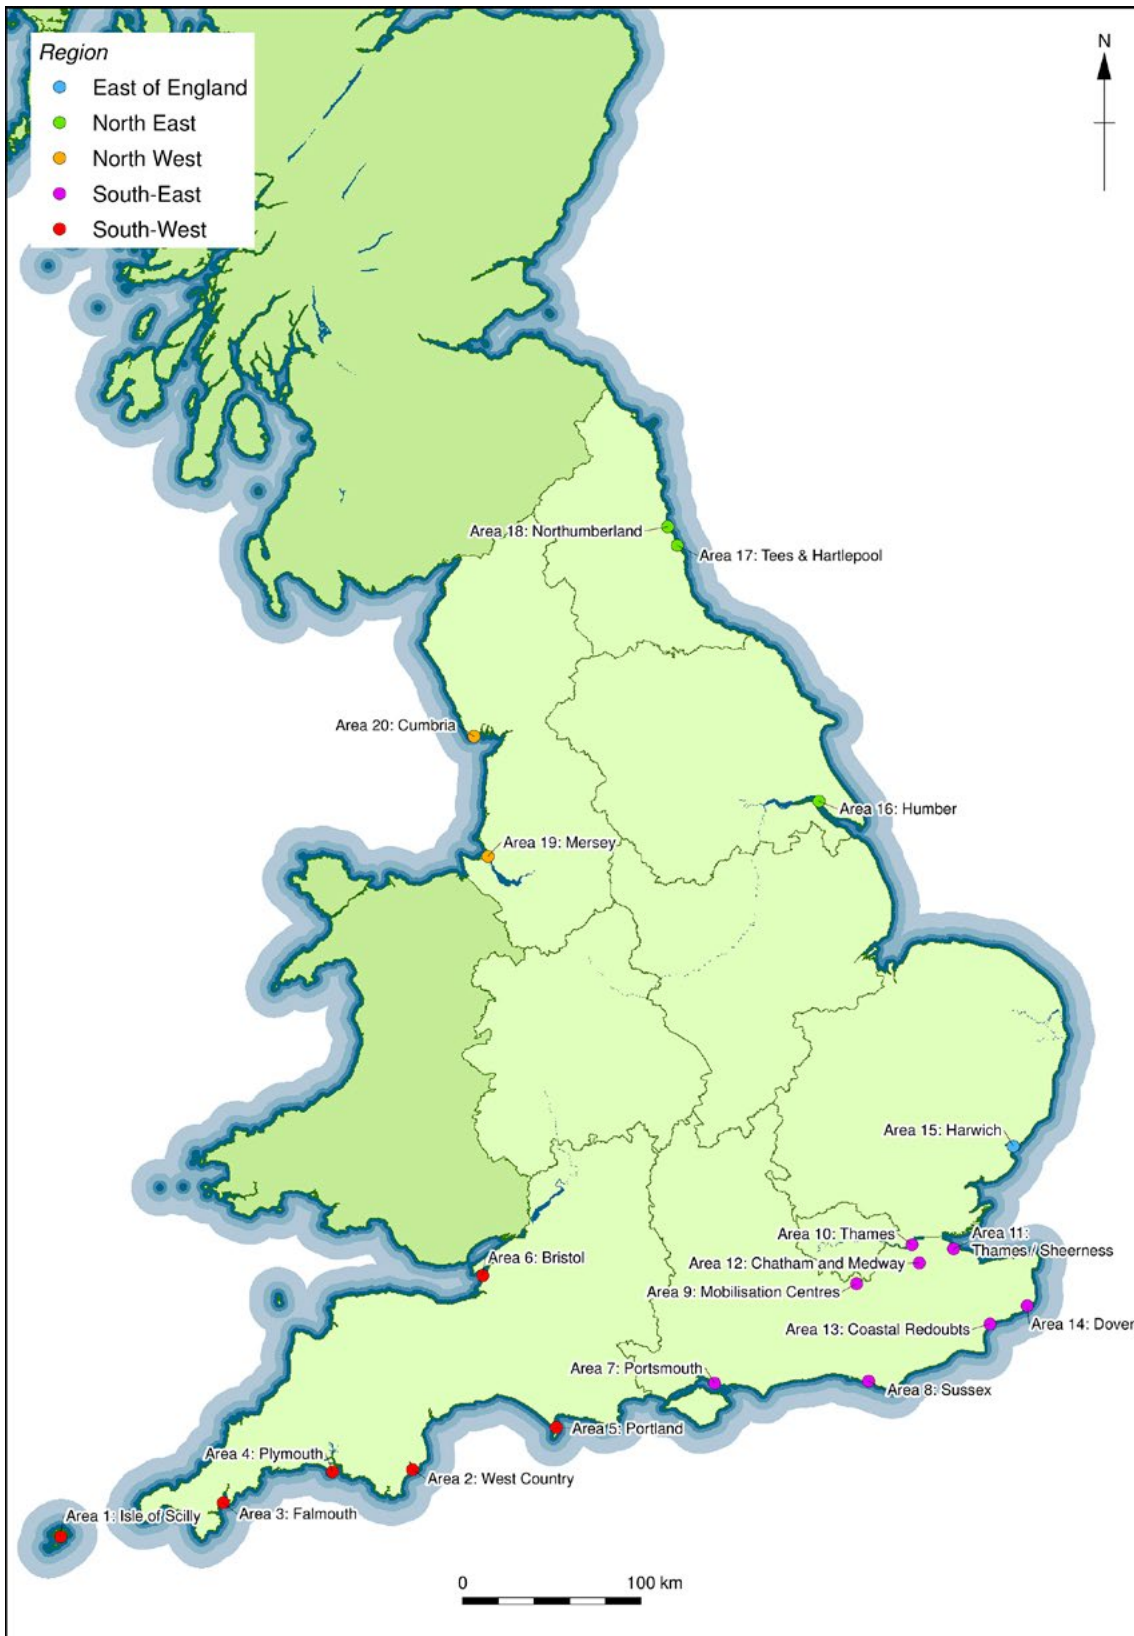 Region
East of England
North East
North West
South-East
South-West
N
Area 18: Northumberland
Area 17: Tees & Hartlepool
Area 20: Cumbria
Area 16: Humber
Area 19: Mersey
Area 15: Harwich
Area 10: Thames
Area 11:
Thames / Sheerness
Area 12: Chatham and Medway
Area 6: Bristol
Area 9: Mobilisation Centres
Area 13: Coastal Redoubts
Area 14: Dover
Area 7: Portsmouth
Area 8: Sussex
Area 5: Portland
Area 4: Plymouth
Area 2: West Country
Area 1: Isle of Scilly
Area 3: Falmouth
0 100 km